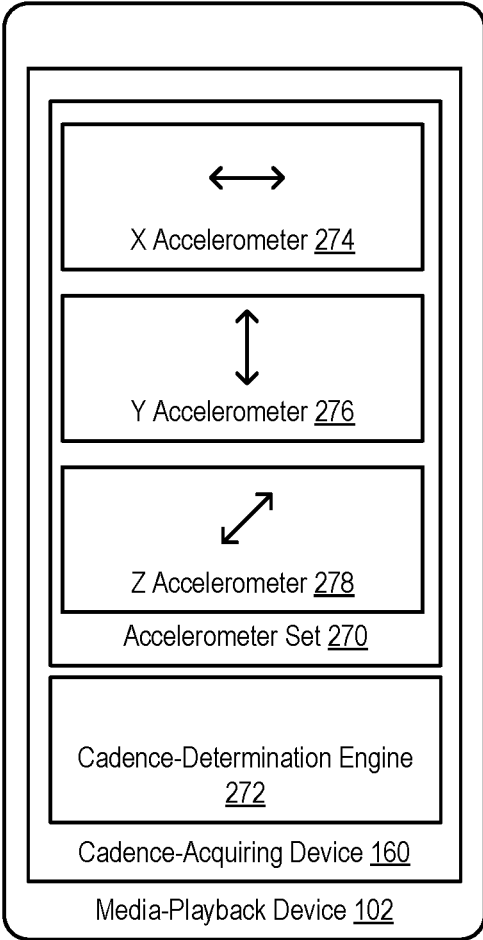 X Accelerometer 274
Y Accelerometer 276
Z Accelerometer 278
Accelerometer Set 270
Cadence-Determination Engine
272
Cadence-Acquiring Device 160
Media-Playback Device 102